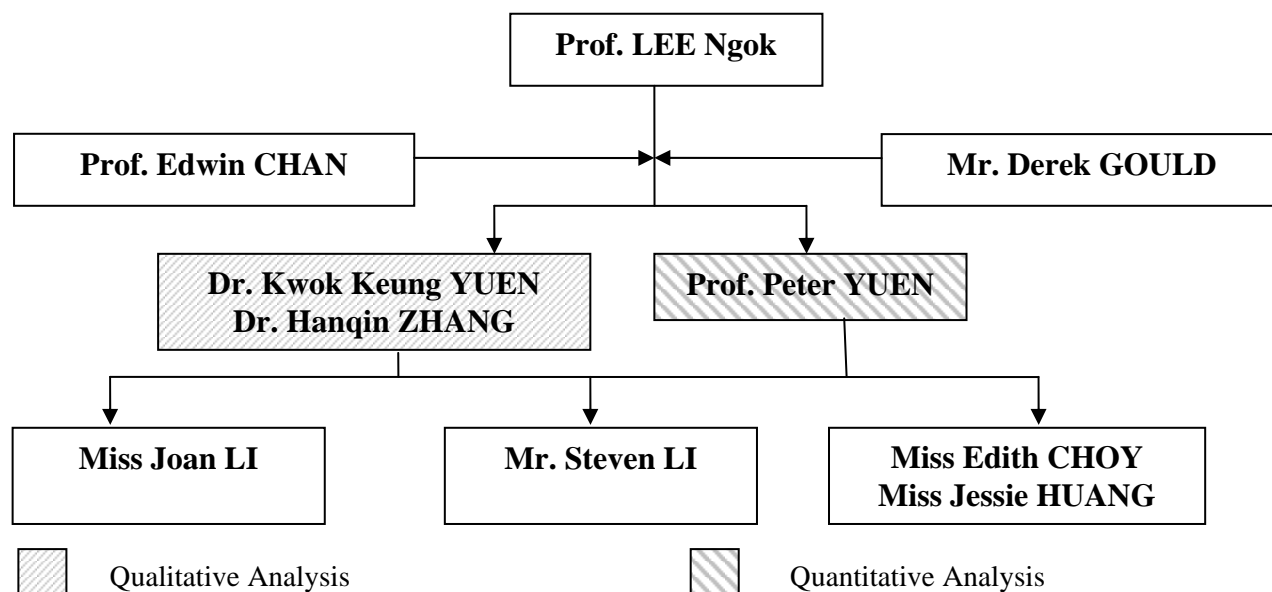 Prof. LEE Ngok
Prof. Edwin CHAN
Mr. Derek GOULD
Dr. Kwok Keung YUEN
Dr. Hanqin ZHANG
Prof. Peter YUEN
Miss Joan LI
Mr. Steven LI
Miss Edith CHOY
Miss Jessie HUANG
Qualitative Analysis
Quantitative Analysis